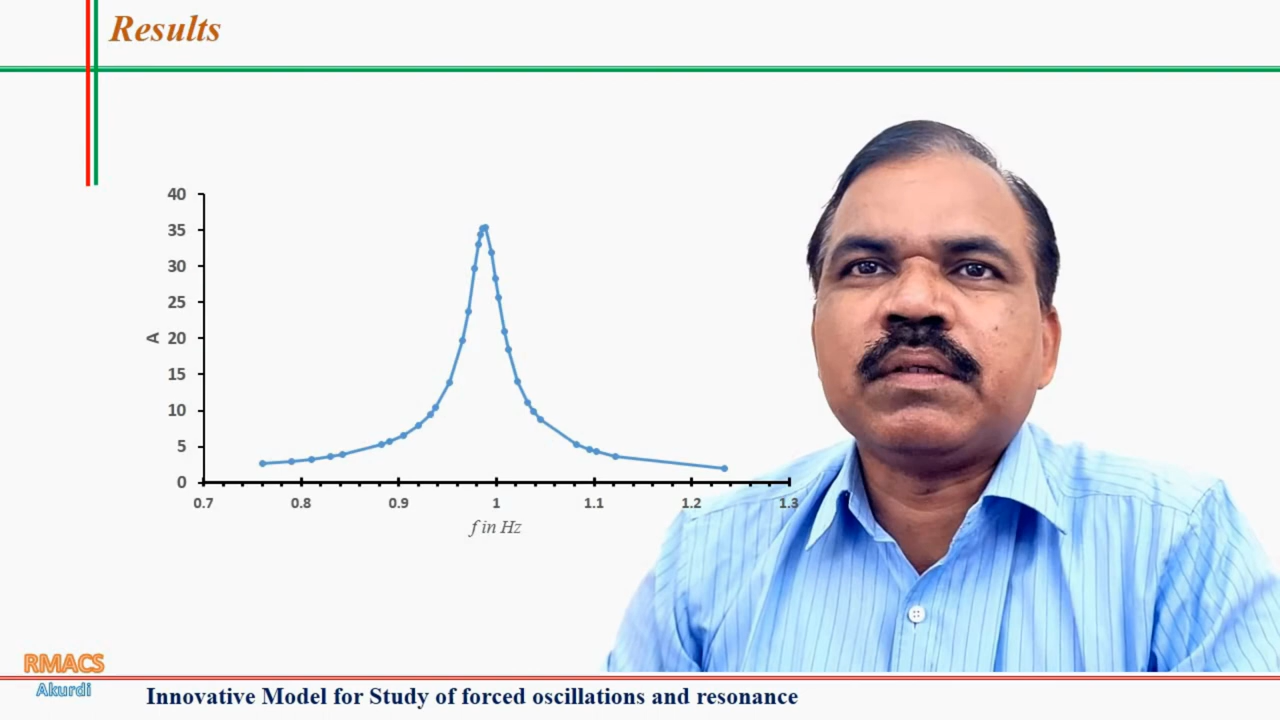 Results
40
35
30
25
20
15
10
5
0
A
0.7 0.8 0.9 1 1.1 1.2 1.3
f in Hz
RMACS
Akurdi
Innovative Model for Study of forced oscillations and resonance